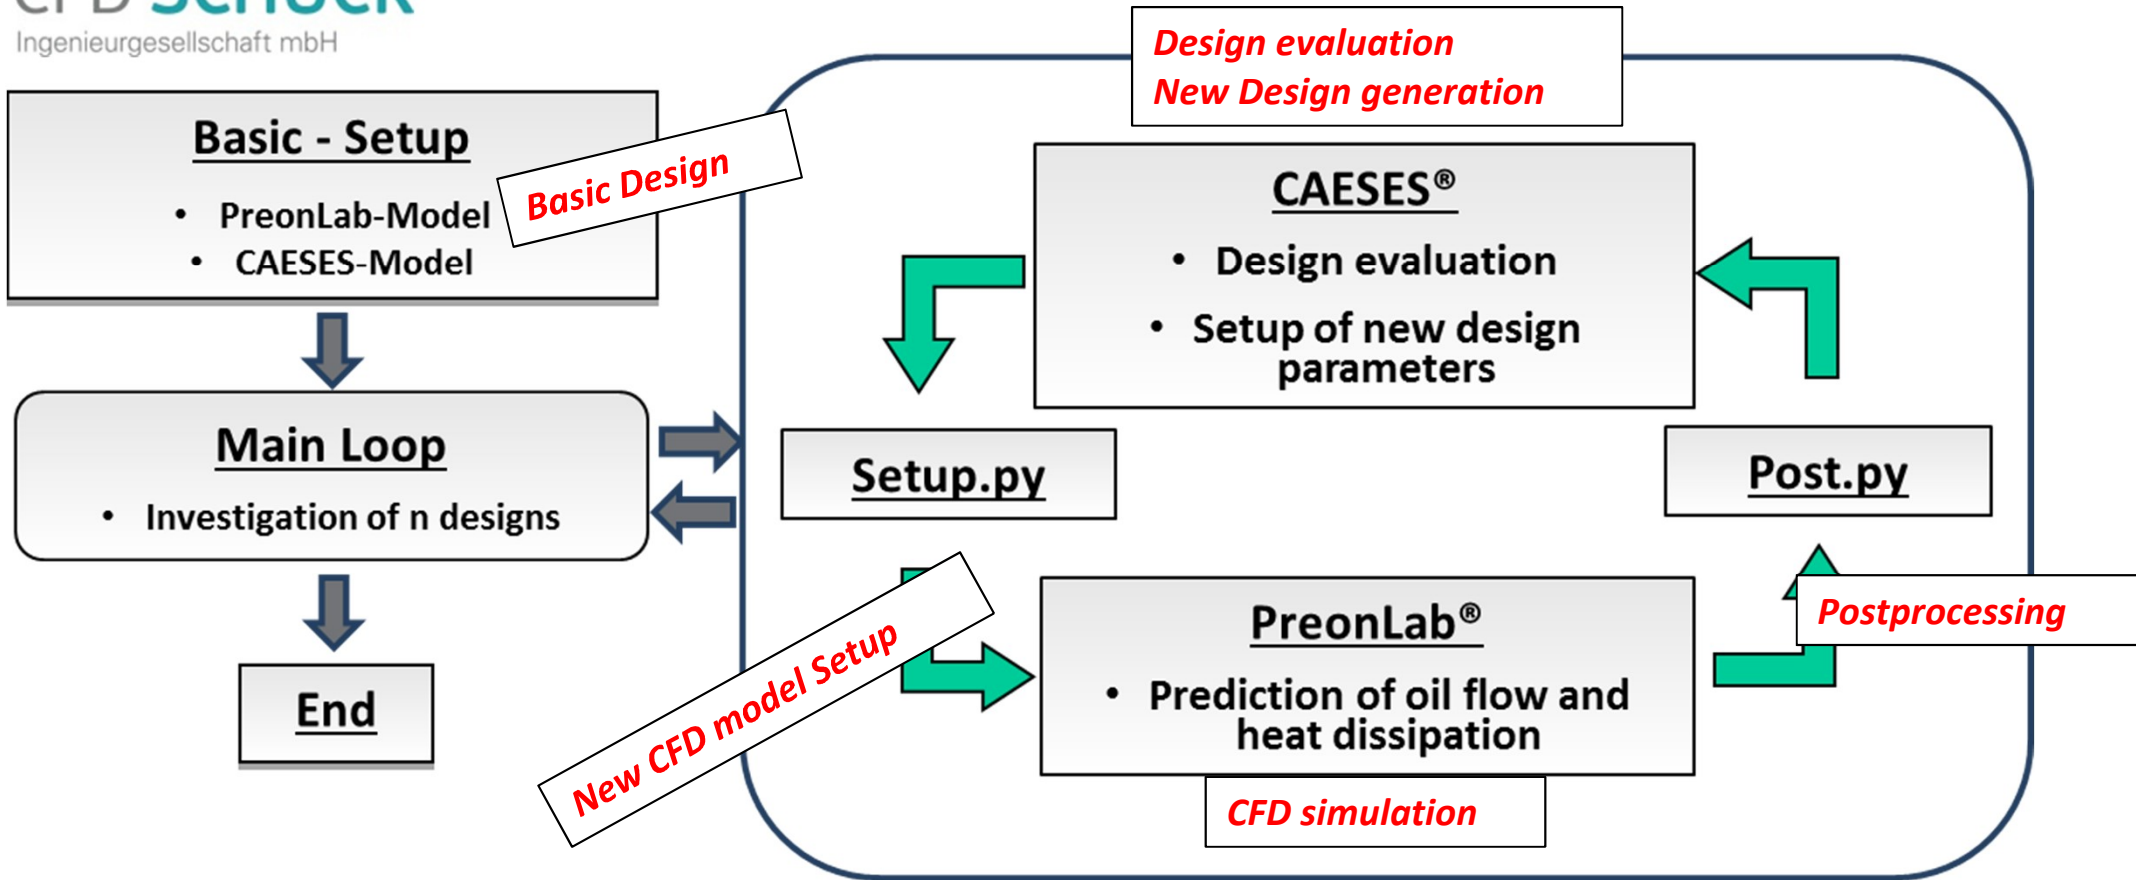 CFD SCHUCK
Ingenieurgesellschaft mbH
Basic - Setup
• PreonLab-Model
• CAESES-Model
Basic Design
Main Loop
• Investigation of n designs
End
Design evaluation
New Design generation
CAESES®
• Design evaluation
• Setup of new design
parameters
Setup.py
Post.py
New CFD model Setup
PreonLab®
• Prediction of oil flow and
heat dissipation
CFD simulation
Postprocessing